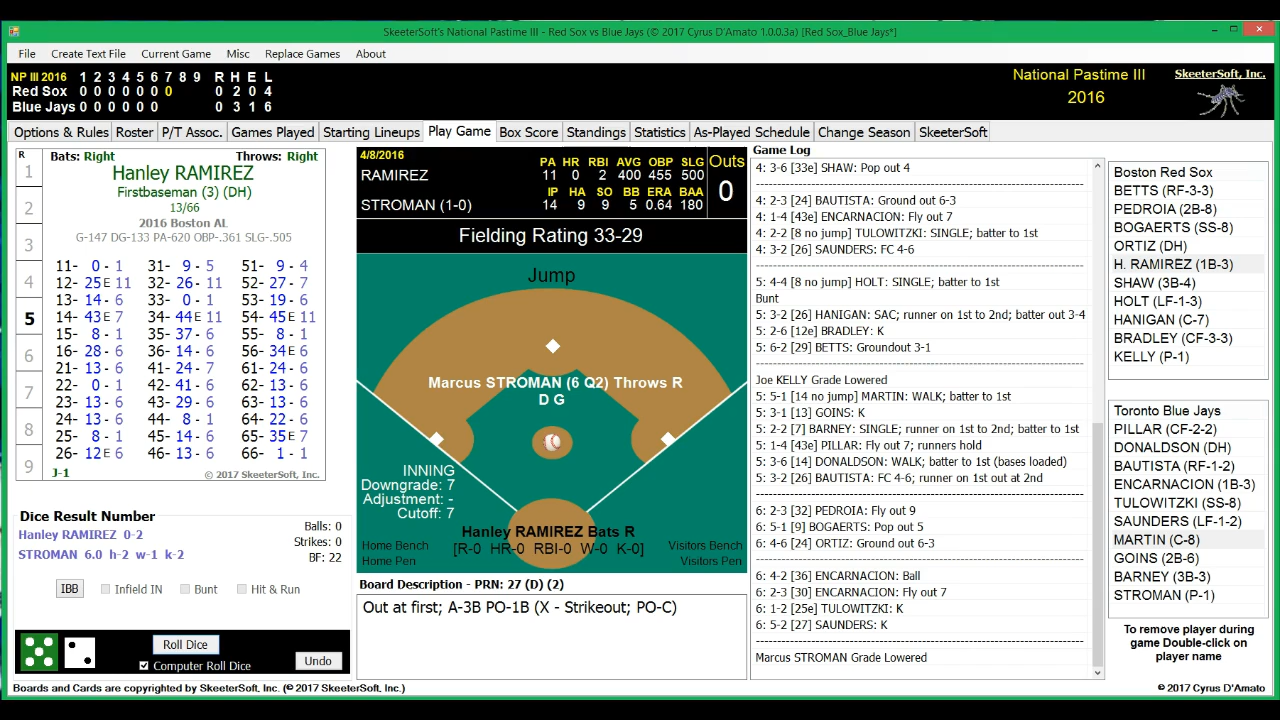 SkeeterSoft's National Pastime III - Red Sox vs Blue Jays (© 2017 Cyrus D'Amato 1.0.0.3a) [Red Sox_Blue Jays*]
File Create Text File Current Game Misc Replace Games About
NP III 2016 1 2 3 4 5 6 7 8 9 R H E L
Red Sox 0 0 0 0 0 0 0 0 2 0 4
Blue Jays 0 0 0 0 0 0 0 3 1 6
National Pastime III
2016
SkeeterSoft, Inc.
Options & Rules Roster P/T Assoc. Games Played Starting Lineups Play Game Box Score Standings Statistics As-Played Schedule Change Season SkeeterSoft
R
1
2
3
4
5
6
7
8
9
Bats: Right Throws: Right
Hanley RAMIREZ
Firstbaseman (3) (DH)
13/66
2016 Boston AL
G-147 DG-133 PA-620 OBP-.361 SLG-.505
11- 0 - 1 31- 9 - 5 51- 9 - 4
12- 25 E 11 32- 26 - 11 52- 27 - 7
13- 14 - 6 33- 0 - 1 53- 19 - 6
14- 43 E 7 34- 44 E 11 54- 45 E 11
15- 8 - 1 35- 14 - 6 55- 8 - 1
16- 28 - 6 36- 14 - 6 56- 34 E 6
21- 14 - 6 41- 24 - 7 61- 24 - 6
22- 0 - 1 42- 41 - 6 62- 13 - 6
23- 13 - 6 43- 29 - 6 63- 13 - 6
24- 13 - 6 44- 8 - 1 64- 22 - 6
25- 8 - 1 45- 14 - 6 65- 35 E 7
26- 12 E 6 46- 13 - 6 66- 1 - 1
J-1 © 2017 SkeeterSoft, Inc.
Dice Result Number
Hanley RAMIREZ 0-2
STROMAN 6.0 h-2 w-1 k-2
Balls: 0
Strikes: 0
BF: 22
IBB Infield IN Bunt Hit & Run
Roll Dice
Computer Roll Dice
Undo
Boards and Cards are copyrighted by SkeeterSoft, Inc. (© 2017 SkeeterSoft, Inc.)
4/8/2016
PA HR RBI AVG OBP SLG
RAMIREZ 11 0 2 400 455 500
IP HA SO BB ERA BAA
STROMAN (1-0) 14 9 9 5 0.64 180
Outs
0
Fielding Rating 33-29
Jump
Marcus STROMAN (6 Q2) Throws R
D G
INNING
Downgrade: 7
Adjustment: -
Cutoff: 7
Hanley RAMIREZ Bats R
[R-0 HR-0 RBI-0 W-0 K-0]
Home Bench
Home Pen
Visitors Bench
Visitors Pen
Board Description - PRN: 27 (D) (2)
Out at first; A-3B PO-1B (X - Strikeout; PO-C)
Game Log
4: 3-6 [33e] SHAW: Pop out 4
4: 2-3 [24] BAUTISTA: Ground out 6-3
4: 1-4 [43e] ENCARNACION: Fly out 7
4: 2-2 [8 no jump] TULOWITZKI: SINGLE; batter to 1st
4: 3-2 [26] SAUNDERS: FC 4-6
5: 4-4 [8 no jump] HOLT: SINGLE; batter to 1st
Bunt
5: 3-2 [26] HANIGAN: SAC; runner on 1st to 2nd; batter out 3-4
5: 2-6 [12e] BRADLEY: K
5: 6-2 [29] BETTS: Groundout 3-1
Joe KELLY Grade Lowered
5: 5-1 [14 no jump] MARTIN: WALK; batter to 1st
5: 3-1 [13] GOINS: K
5: 2-2 [7] BARNEY: SINGLE; runner on 1st to 2nd; batter to 1st
5: 1-4 [43e] PILLAR: Fly out 7; runners hold
5: 3-6 [14] DONALDSON: WALK; batter to 1st (bases loaded)
5: 3-2 [26] BAUTISTA: FC 4-6; runner on 1st out at 2nd
6: 2-3 [32] PEDROIA: Fly out 9
6: 5-1 [9] BOGAERTS: Pop out 5
6: 4-6 [24] ORTIZ: Ground out 6-3
6: 4-2 [36] ENCARNACION: Ball
6: 2-3 [30] ENCARNACION: Fly out 7
6: 1-2 [25e] TULOWITZKI: K
6: 5-2 [27] SAUNDERS: K
Marcus STROMAN Grade Lowered
Boston Red Sox
BETTS (RF-3-3)
PEDROIA (2B-8)
BOGAERTS (SS-8)
ORTIZ (DH)
H. RAMIREZ (1B-3)
SHAW (3B-4)
HOLT (LF-1-3)
HANIGAN (C-7)
BRADLEY (CF-3-3)
KELLY (P-1)
Toronto Blue Jays
PILLAR (CF-2-2)
DONALDSON (DH)
BAUTISTA (RF-1-2)
ENCARNACION (1B-3)
TULOWITZKI (SS-8)
SAUNDERS (LF-1-2)
MARTIN (C-8)
GOINS (2B-6)
BARNEY (3B-3)
STROMAN (P-1)
To remove player during
game Double-click on
player name
© 2017 Cyrus D'Amato